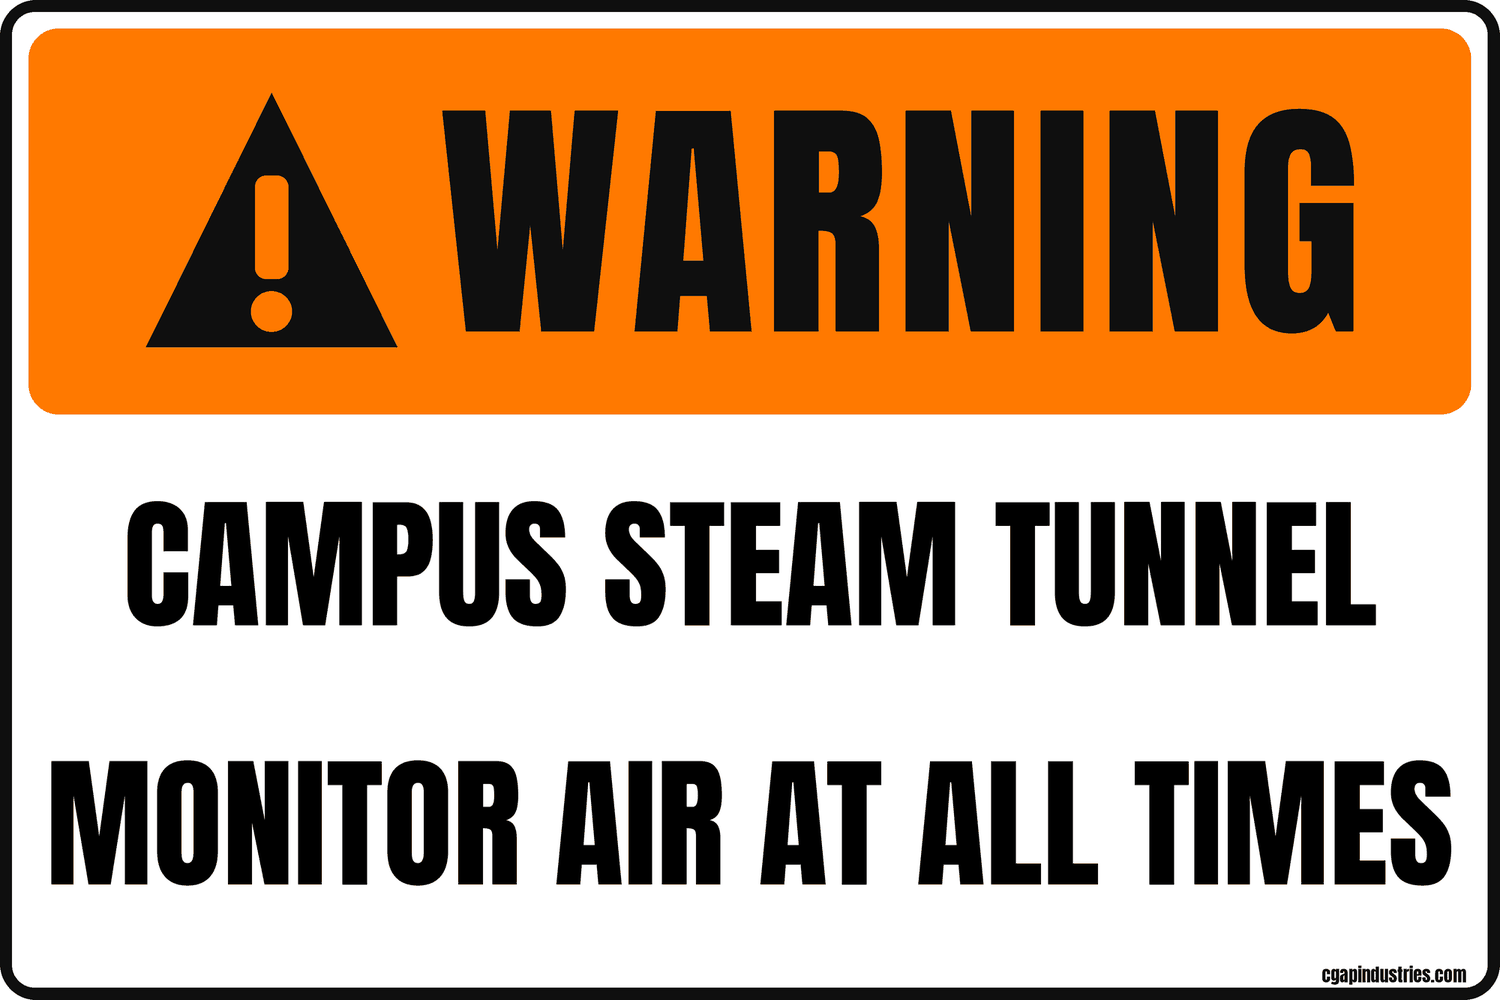 WARNING
CAMPUS STEAM TUNNEL
MONITOR AIR AT ALL TIMES
cgapindustries.com